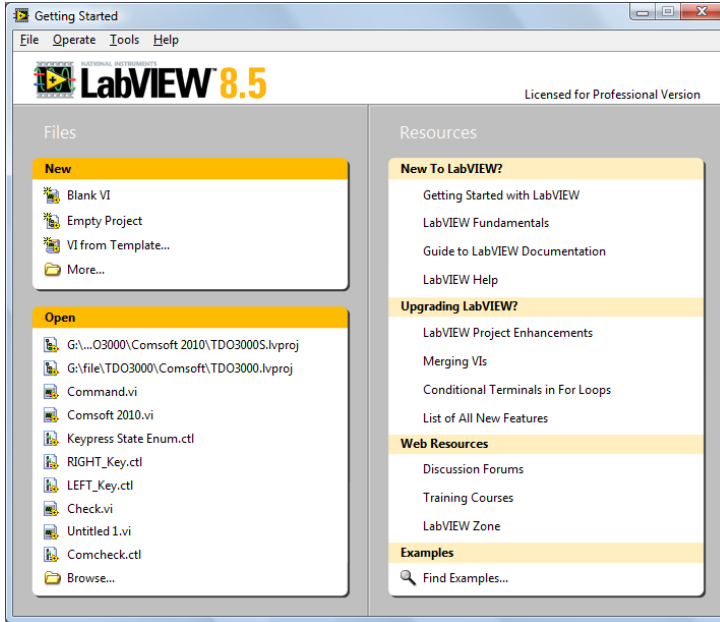 Getting Started
File Operate Tools Help
NATIONAL INSTRUMENTS
LabVIEW™ 8.5
Licensed for Professional Version
Files
New
Blank VI
Empty Project
VI from Template...
More...
Open
G:\...O3000\Comsoft 2010\TDO3000S.lvproj
G:\file\TDO3000\Comsoft\TDO3000.lvproj
Command.vi
Comsoft 2010.vi
Keypress State Enum.ctl
RIGHT_Key.ctl
LEFT_Key.ctl
Check.vi
Untitled 1.vi
Comcheck.ctl
Browse...
Resources
New To LabVIEW?
Getting Started with LabVIEW
LabVIEW Fundamentals
Guide to LabVIEW Documentation
LabVIEW Help
Upgrading LabVIEW?
LabVIEW Project Enhancements
Merging VIs
Conditional Terminals in For Loops
List of All New Features
Web Resources
Discussion Forums
Training Courses
LabVIEW Zone
Examples
Find Examples...